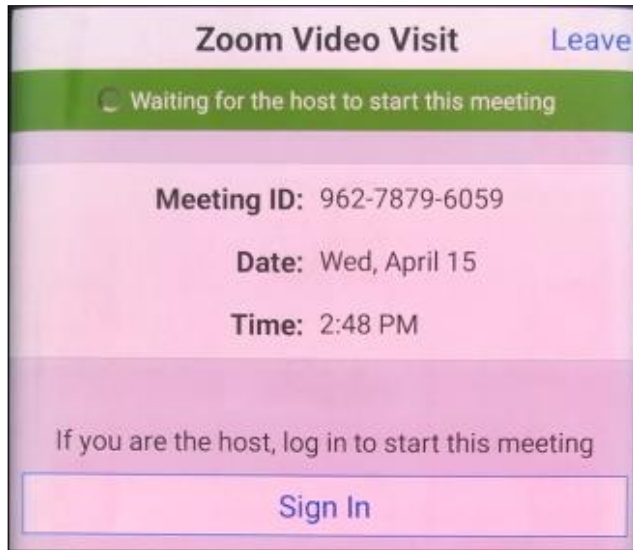 Zoom Video Visit Leave
Waiting for the host to start this meeting
Meeting ID: 962-7879-6059
Date: Wed, April 15
Time: 2:48 PM
If you are the host, log in to start this meeting
Sign In